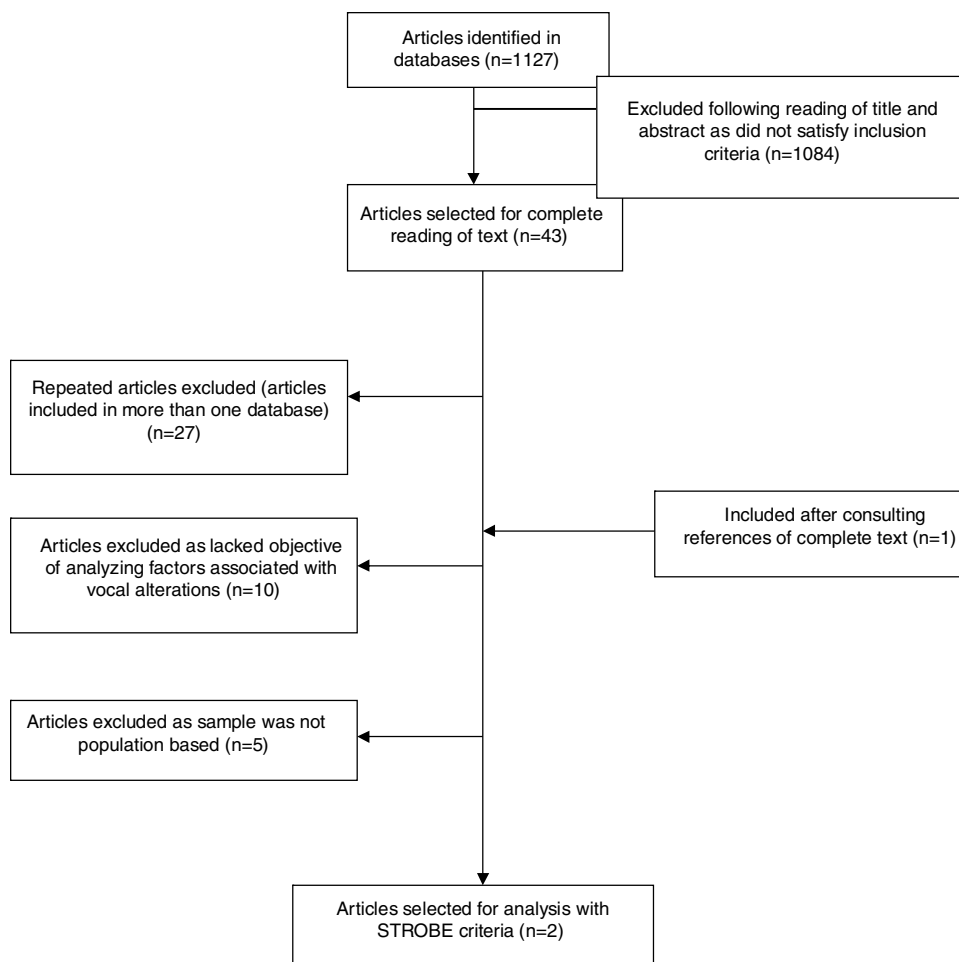 Articles identified in
databases (n=1127)
Excluded following reading of title and
abstract as did not satisfy inclusion
criteria (n=1084)
Articles selected for complete
reading of text (n=43)
Repeated articles excluded (articles
included in more than one database)
(n=27)
Included after consulting
references of complete text (n=1)
Articles excluded as lacked objective
of analyzing factors associated with
vocal alterations (n=10)
Articles excluded as sample was not
population based (n=5)
Articles selected for analysis with
STROBE criteria (n=2)